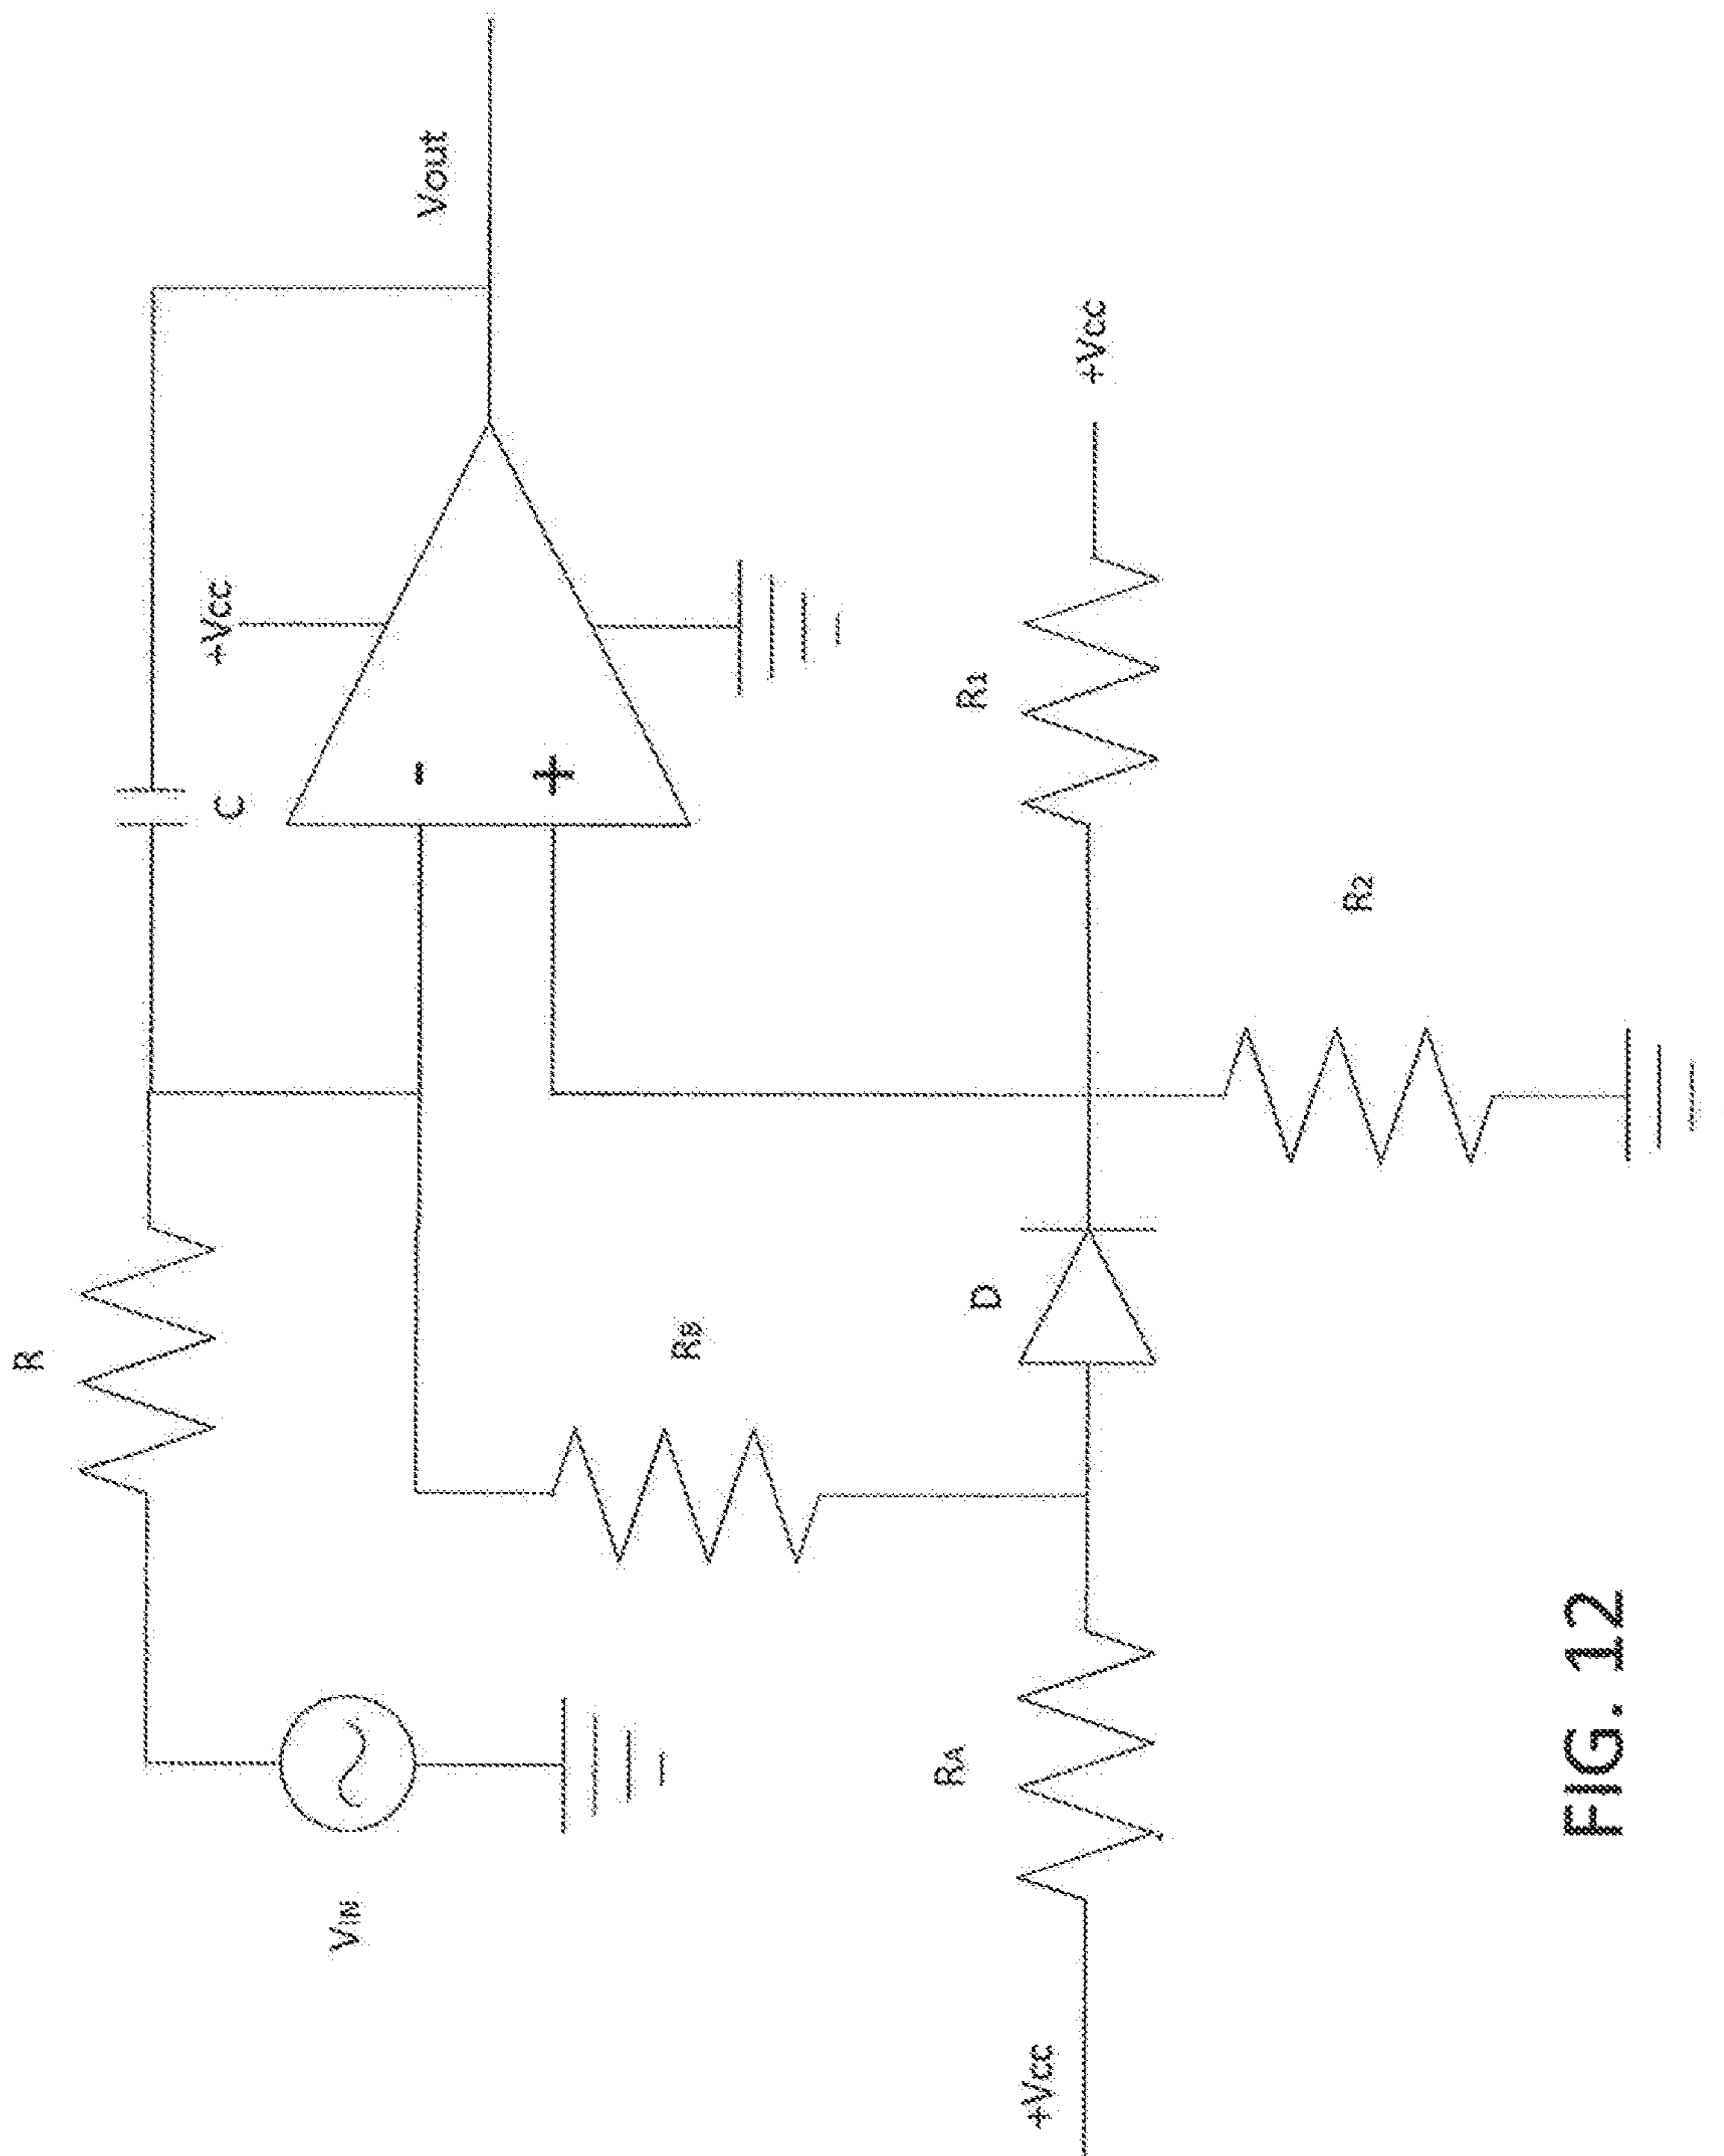 Vout
+Vcc
C
-
+
+Vcc
R1
R2
R
RB
D
VIN
RA
+Vcc
FIG. 12